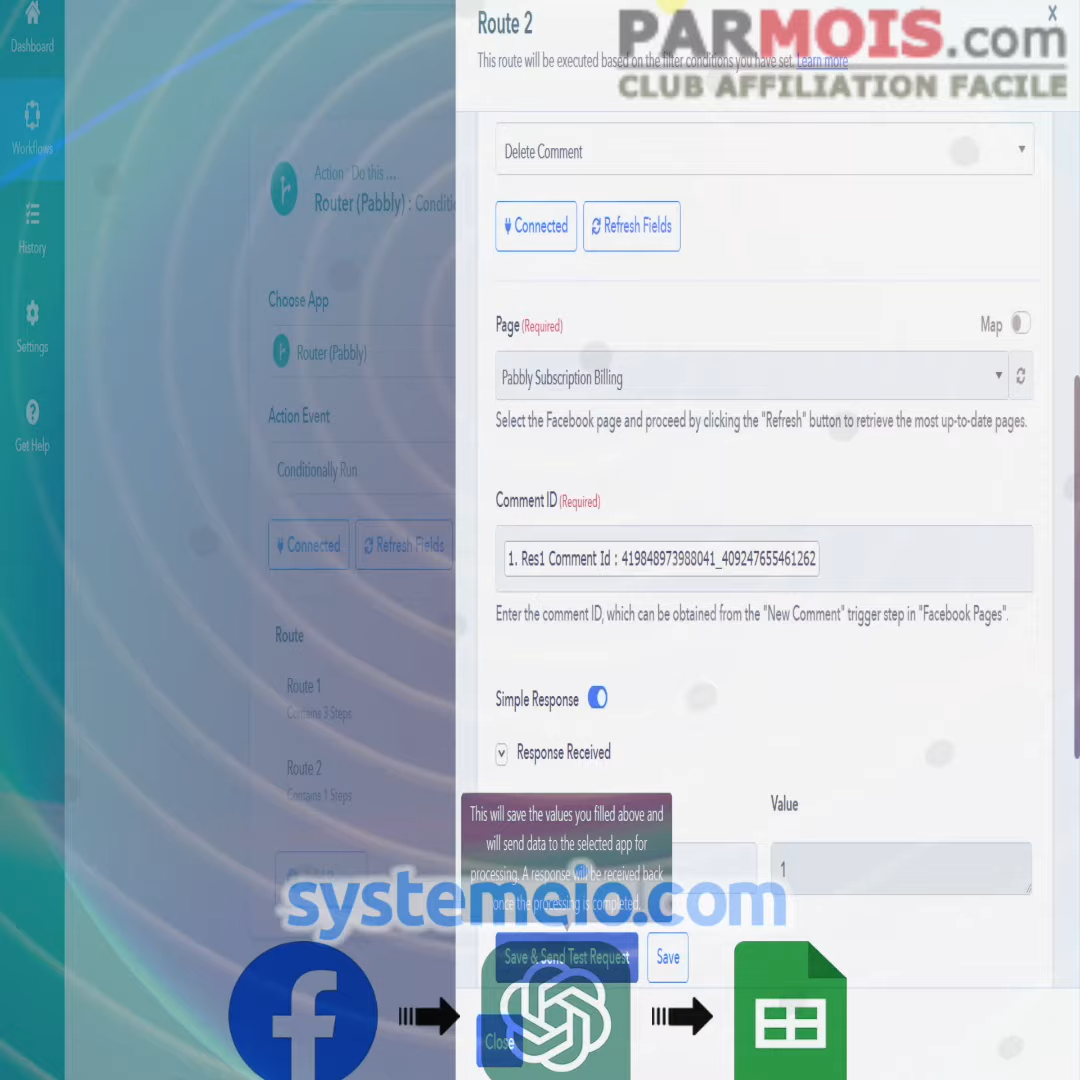 Dashboard
Workflows
History
Settings
Get Help
Action Do this ...
Router (Pabbly) :
Choose App
Router (Pabbly)
Action Event
Conditionally Run
Connected
Refresh Fields
Route
Route 1
Contains 3 Steps
Route 2
Contains 1 Steps
Route 2
X
PARMOIS.com
CLUB AFFILIATION FACILE
This route will be executed based on the filter conditions you have set. Learn more
Delete Comment
Connected
Refresh Fields
Page (Required)
Map
Pabbly Subscription Billing
Select the Facebook page and proceed by clicking the "Refresh" button to retrieve the most up-to-date pages.
Comment ID (Required)
1. Res1 Comment Id : 419848973988041_409247655461262
Enter the comment ID, which can be obtained from the "New Comment" trigger step in "Facebook Pages".
Simple Response
Response Received
Value
1
This will save the values you filled above and
will send data to the selected app for
processing. A response will be received back
once the processing is completed.
systemeio.com
Save & Send Test Request
Save
Close